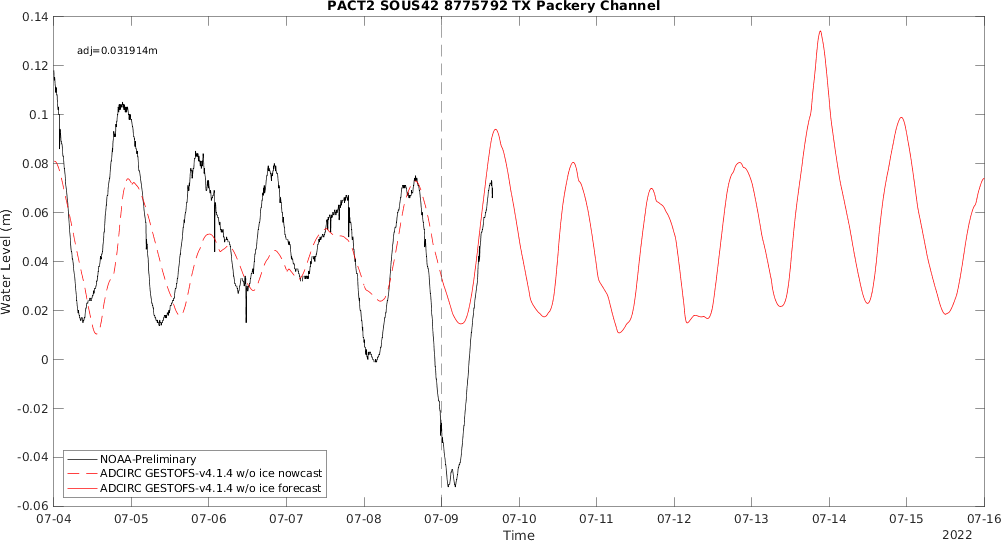 PACT2 SOUS42 8775792 TX Packery Channel
adj=0.031914m
0.14
0.12
0.1
0.08
0.06
0.04
0.02
0
-0.02
-0.04
-0.06
Water Level (m)
NOAA-Preliminary
ADCIRC GESTOFS-v4.1.4 w/o ice nowcast
ADCIRC GESTOFS-v4.1.4 w/o ice forecast
07-04 07-05 07-06 07-07 07-08 07-09 07-10 07-11 07-12 07-13 07-14 07-15 07-16
Time
2022